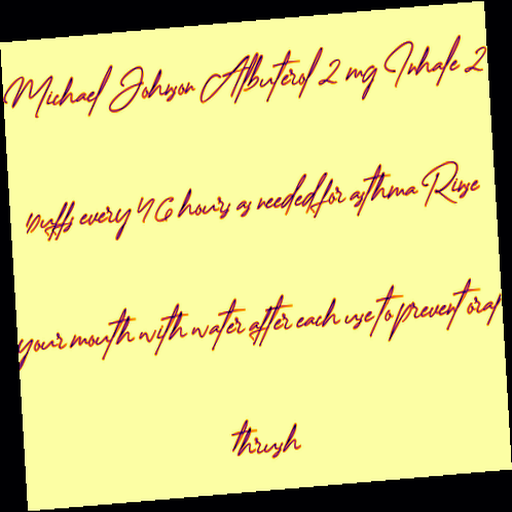 Michael Johnson Albuterol 2 mg Inhale 2
puffs every 4 6 hours as needed for asthma Rinse
your mouth with water after each use to prevent oral
thrush